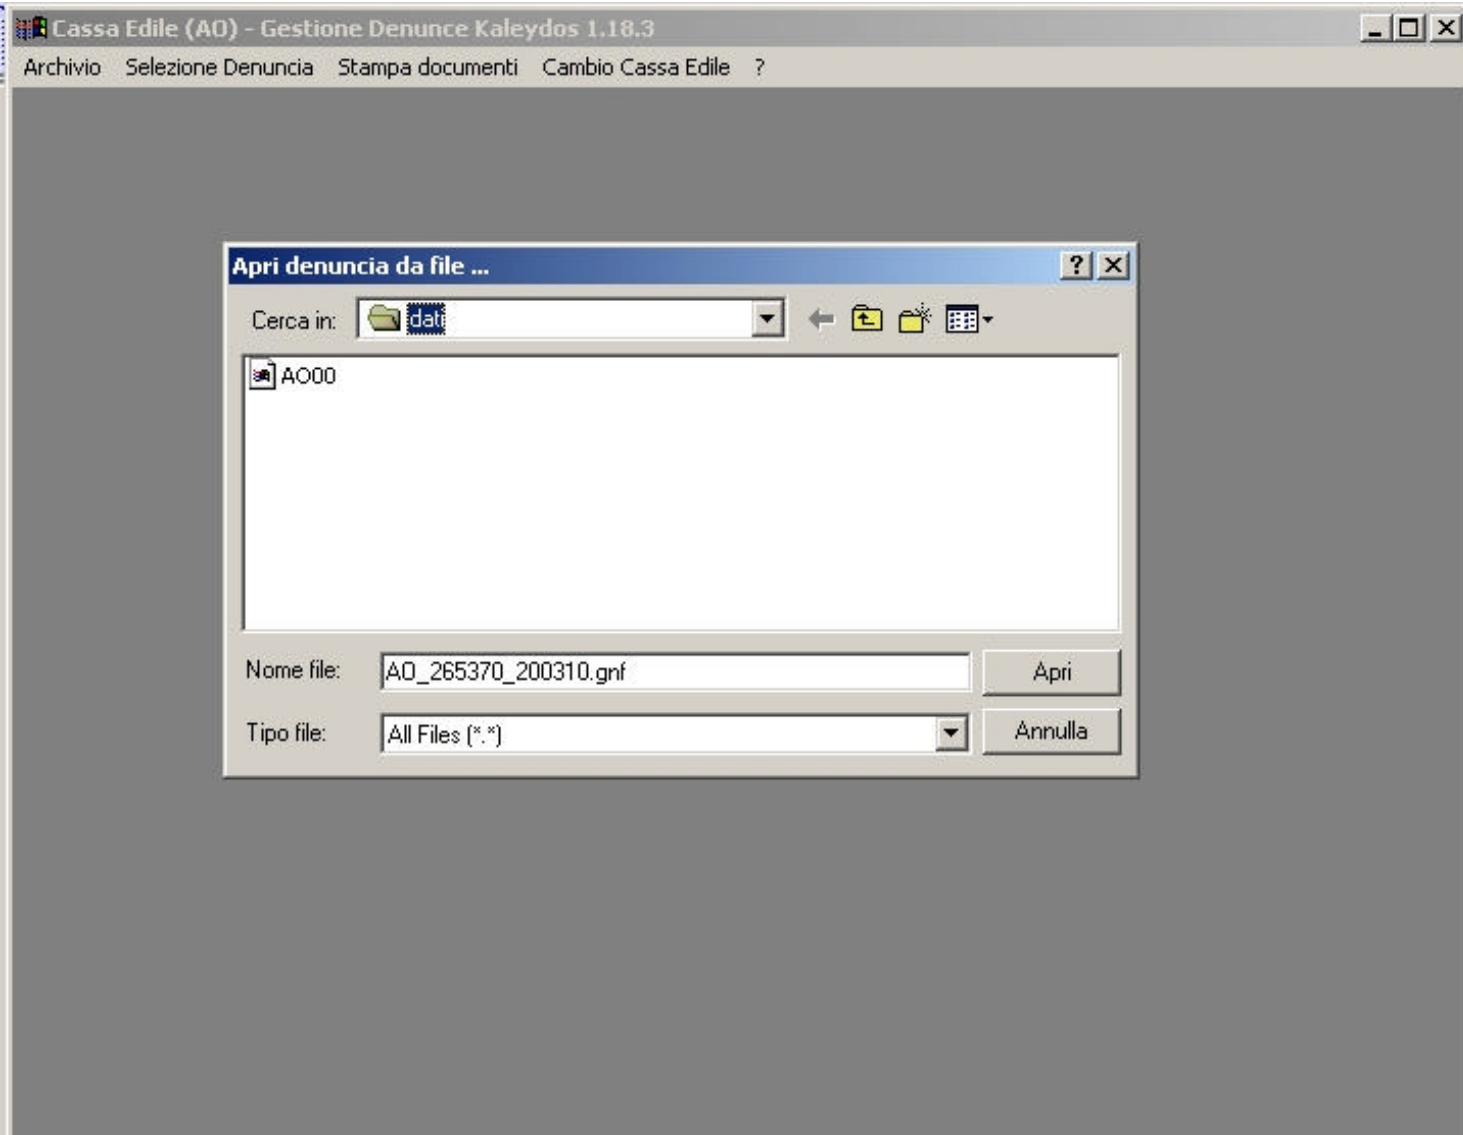 Cassa Edile (AO) - Gestione Denunce Kaleydos 1.18.3
Archivio Selezione Denuncia Stampa documenti Cambio Cassa Edile ?
Apri denuncia da file ...
Cerca in: dati
AO00
Nome file: AO_265370_200310.gnf Apri
Tipo file: All Files (*.*) Annulla